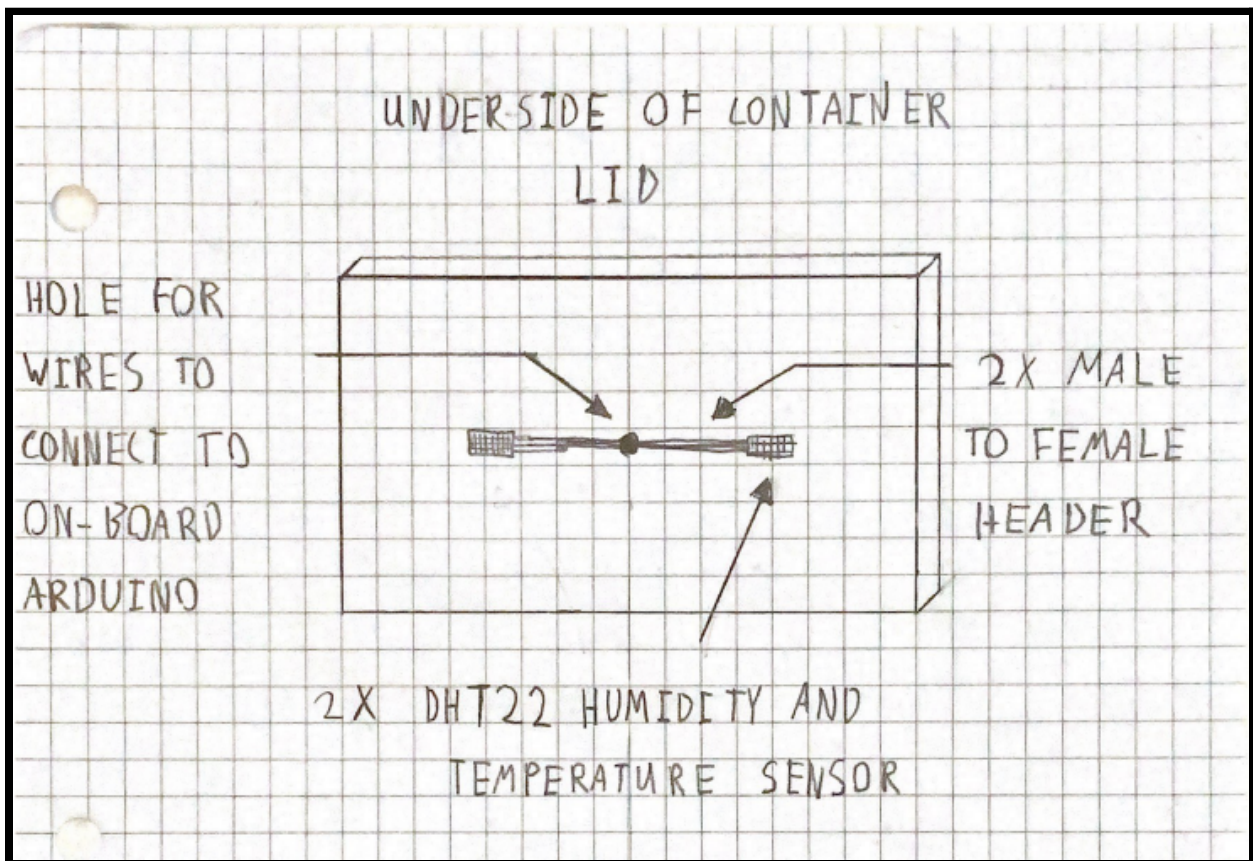 UNDERSIDE OF CONTAINER
LID
HOLE FOR
WIRES TO
CONNECT TO
ON-BOARD
ARDUINO
2X MALE
TO FEMALE
HEADER
2X DHT22 HUMIDITY AND
TEMPERATURE SENSOR